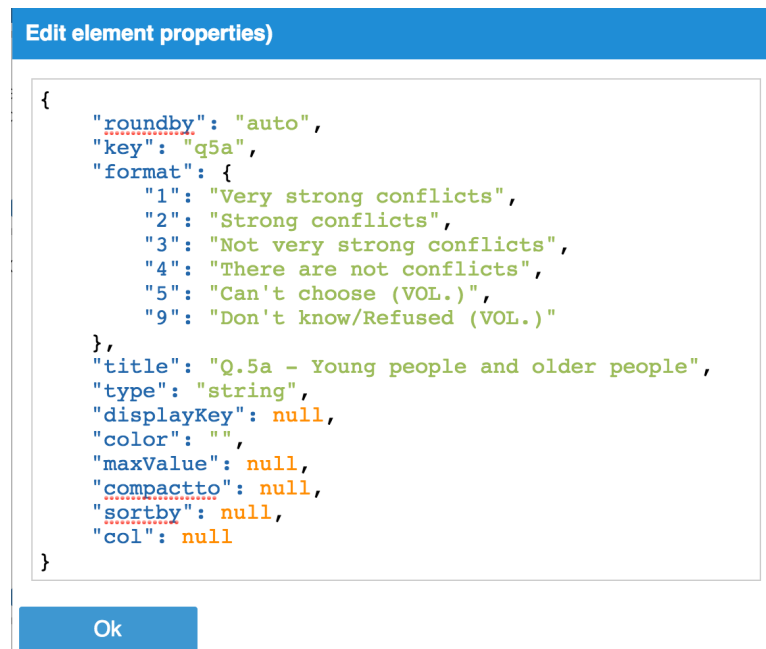 Edit element properties)
{
"roundby": "auto",
"key": "q5a",
"format": {
"1": "Very strong conflicts",
"2": "Strong conflicts",
"3": "Not very strong conflicts",
"4": "There are not conflicts",
"5": "Can't choose (VOL.)",
"9": "Don't know/Refused (VOL.)"
},
"title": "Q.5a - Young people and older people",
"type": "string",
"displayKey": null,
"color": "",
"maxValue": null,
"compactto": null,
"sortby": null,
"col": null
}
Ok